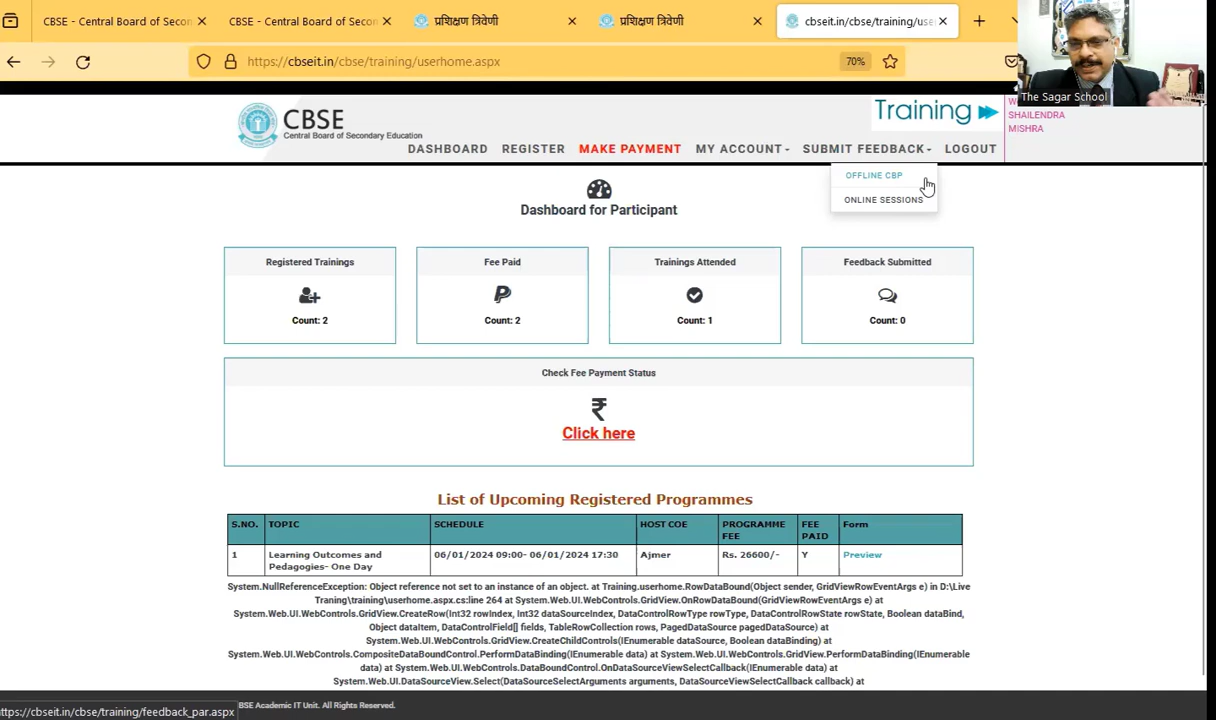 CBSE - Central Board of Secon
CBSE - Central Board of Secon
प्रशिक्षण त्रिवेणी
प्रशिक्षण त्रिवेणी
cbseit.in/cbse/training/use
https://cbseit.in/cbse/training/userhome.aspx
70%
The Sagar School
CBSE
Central Board of Secondary Education
Training
SHAILENDRA
MISHRA
DASHBOARD REGISTER MAKE PAYMENT MY ACCOUNT SUBMIT FEEDBACK LOGOUT
OFFLINE CBP
ONLINE SESSIONS
Dashboard for Participant
Registered Trainings
Count: 2
Fee Paid
Count: 2
Trainings Attended
Count: 1
Feedback Submitted
Count: 0
Check Fee Payment Status
₹
Click here
List of Upcoming Registered Programmes
S.NO. TOPIC SCHEDULE HOST COE PROGRAMME FEE FEE PAID Form
1 Learning Outcomes and Pedagogies- One Day 06/01/2024 09:00- 06/01/2024 17:30 Ajmer Rs. 26600/- Y Preview
System.NullReferenceException: Object reference not set to an instance of an object. at Training.userhome.RowDataBound(Object sender, GridViewRowEventArgs e) in D:\Live
Traning\training\userhome.aspx.cs:line 264 at System.Web.UI.WebControls.GridView.OnRowDataBound(GridViewRowEventArgs e) at
System.Web.UI.WebControls.GridView.CreateRow(Int32 rowIndex, Int32 dataSourceIndex, DataControlRowType rowType, DataControlRowState rowState, Boolean dataBind,
Object dataItem, DataControlField[] fields, TableRowCollection rows, PagedDataSource pagedDataSource) at
System.Web.UI.WebControls.GridView.CreateChildControls(IEnumerable dataSource, Boolean dataBinding) at
System.Web.UI.WebControls.CompositeDataBoundControl.PerformDataBinding(IEnumerable data) at System.Web.UI.WebControls.GridView.PerformDataBinding(IEnumerable
data) at System.Web.UI.WebControls.DataBoundControl.OnDataSourceViewSelectCallback(IEnumerable data) at
System.Web.UI.DataSourceView.Select(DataSourceSelectArguments arguments, DataSourceViewSelectCallback callback) at
https://cbseit.in/cbse/training/feedback_par.aspx
BSE Academic IT Unit. All Rights Reserved.